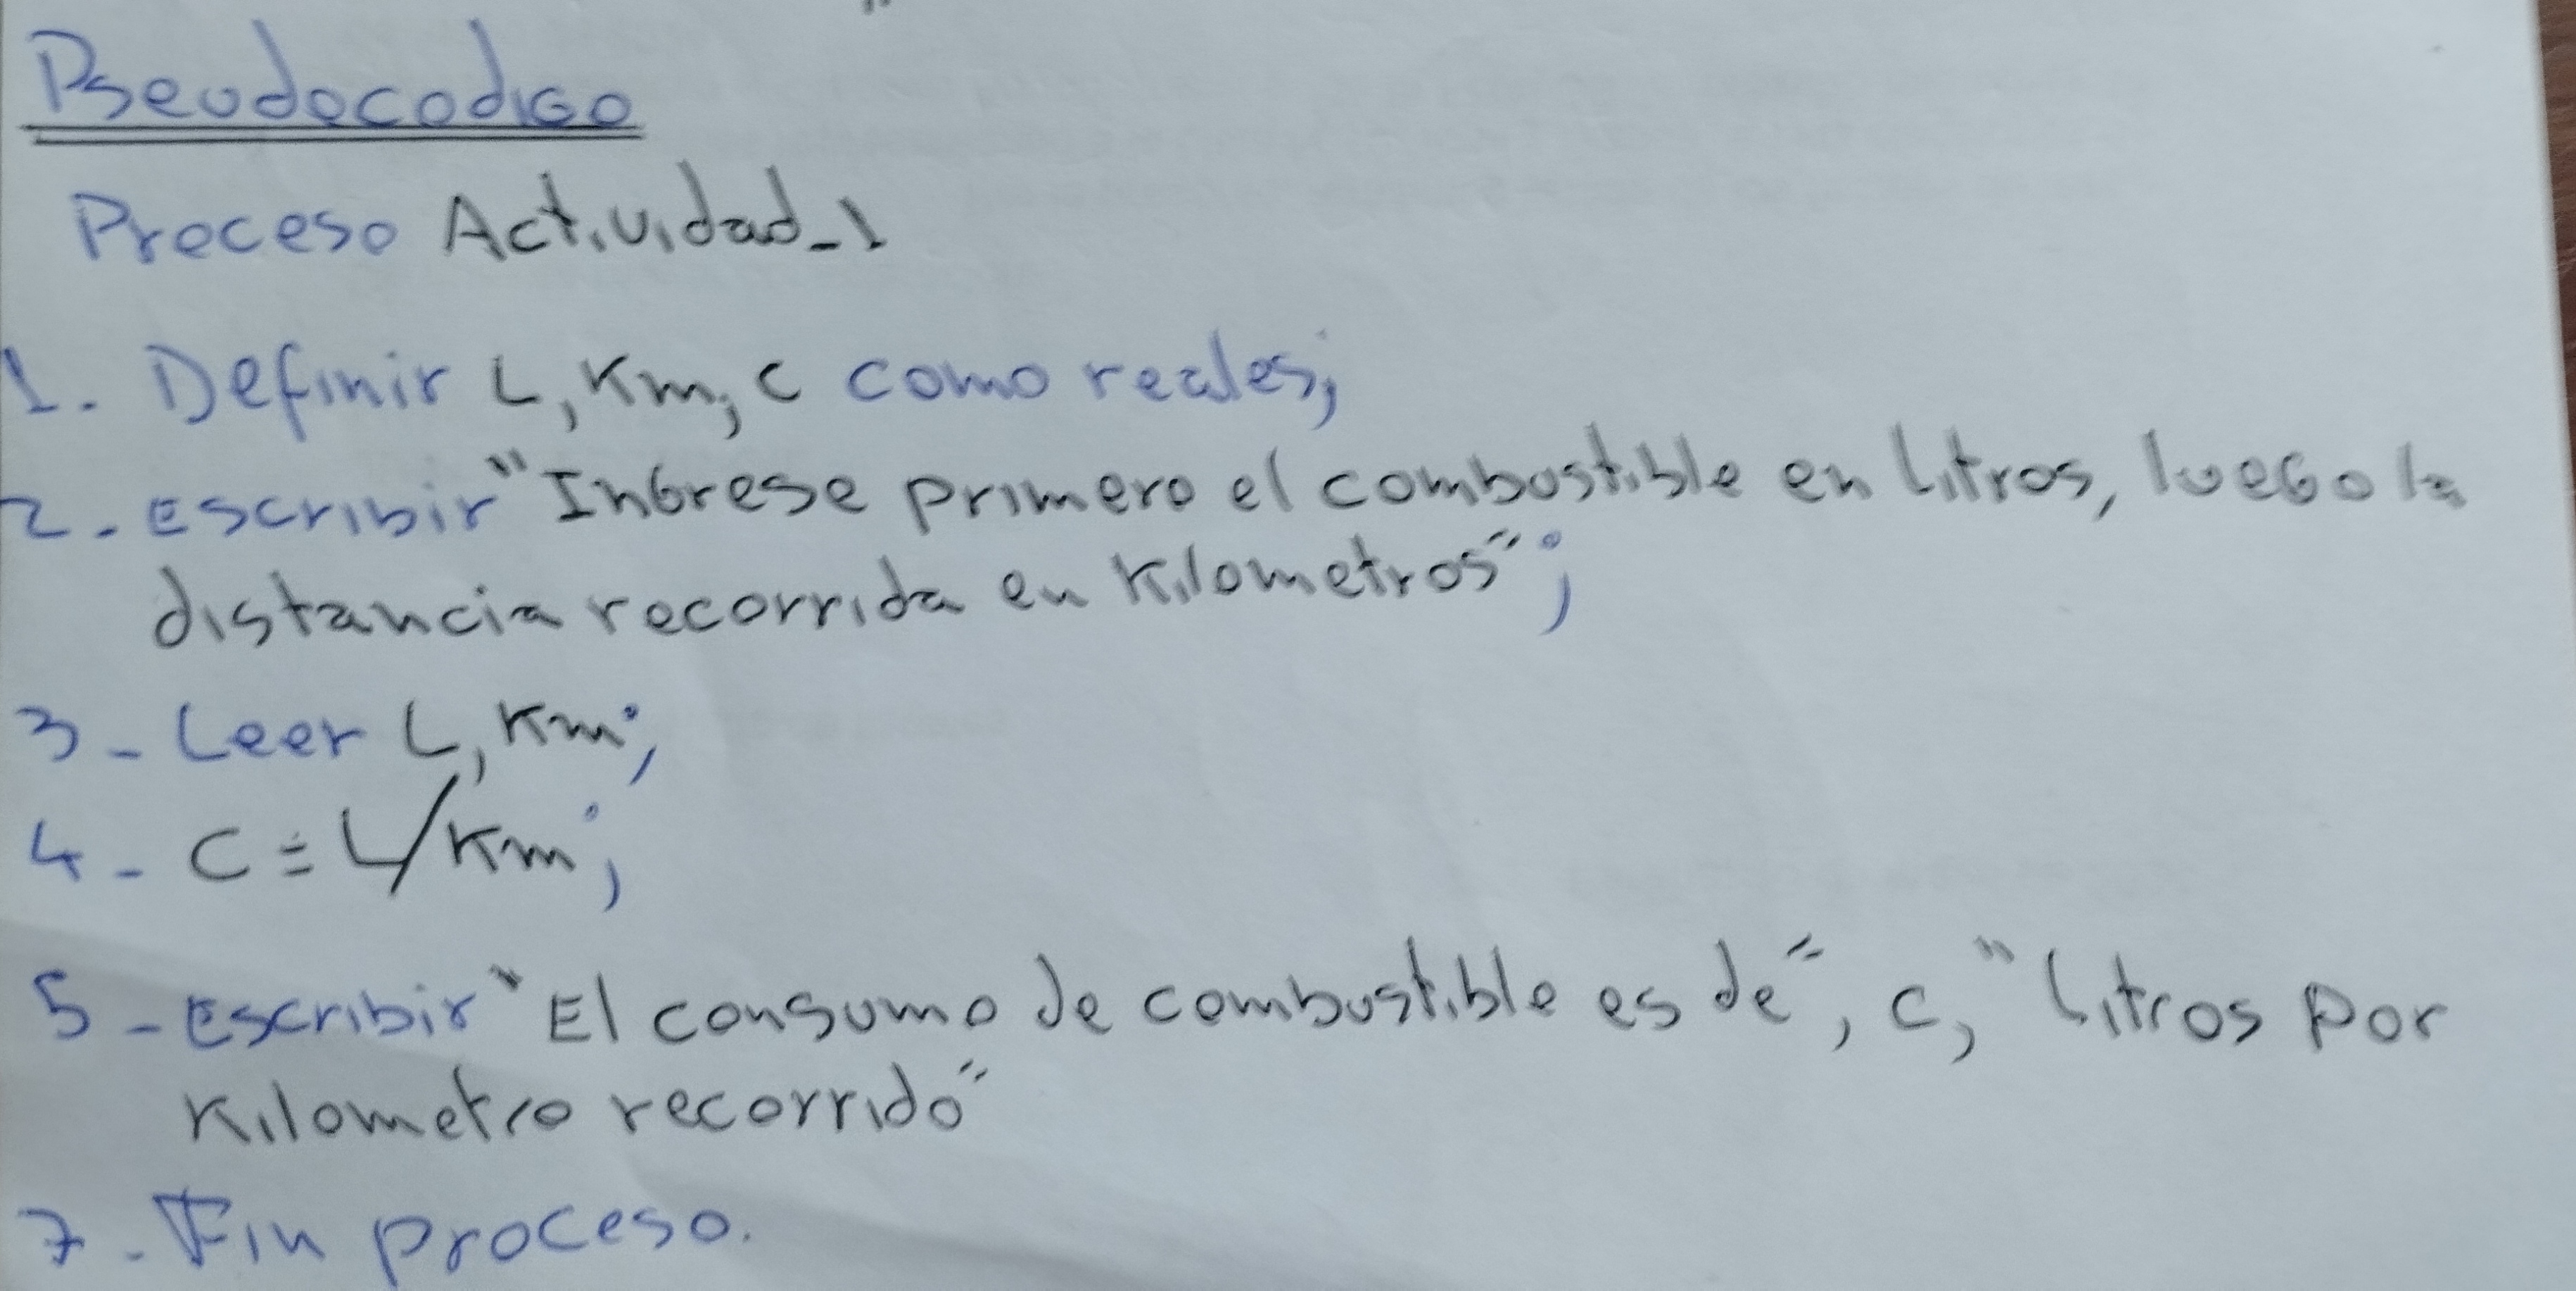 Pseudocodigo
Proceso Actividad_1
1. Definir L, Km, C como reales;
2. Escribir "Ingrese primero el combustible en litros, luego la
distancia recorrida en Kilometros";
3- Leer L, Km;
4- C = L/Km;
5- Escribir "El consumo de combustible es de", C, "litros por
Kilometro recorrido"
7. Fin proceso.